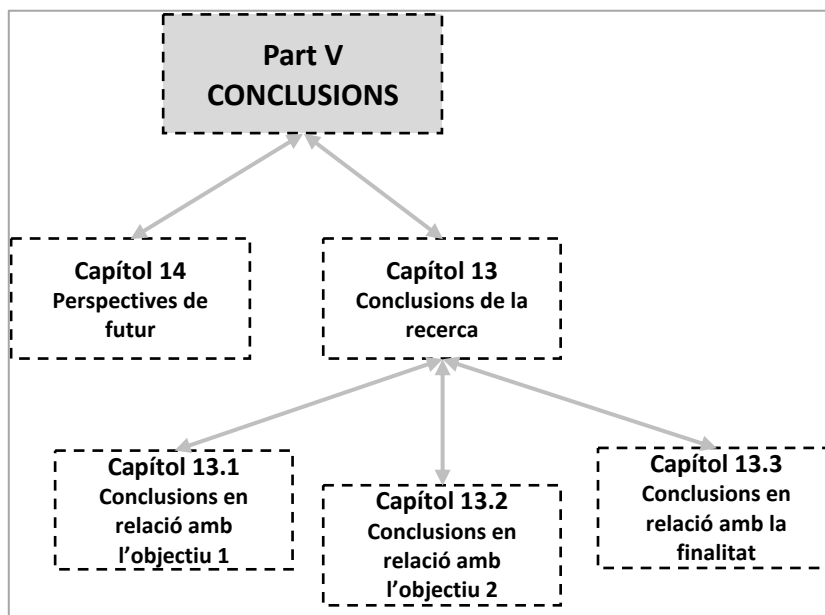 Part V
CONCLUSIONS
Capítol 14
Perspectives de
futur
Capítol 13
Conclusions de la
recerca
Capítol 13.1
Conclusions en
relació amb
l’objectiu 1
Capítol 13.2
Conclusions en
relació amb
l’objectiu 2
Capítol 13.3
Conclusions en
relació amb la
finalitat